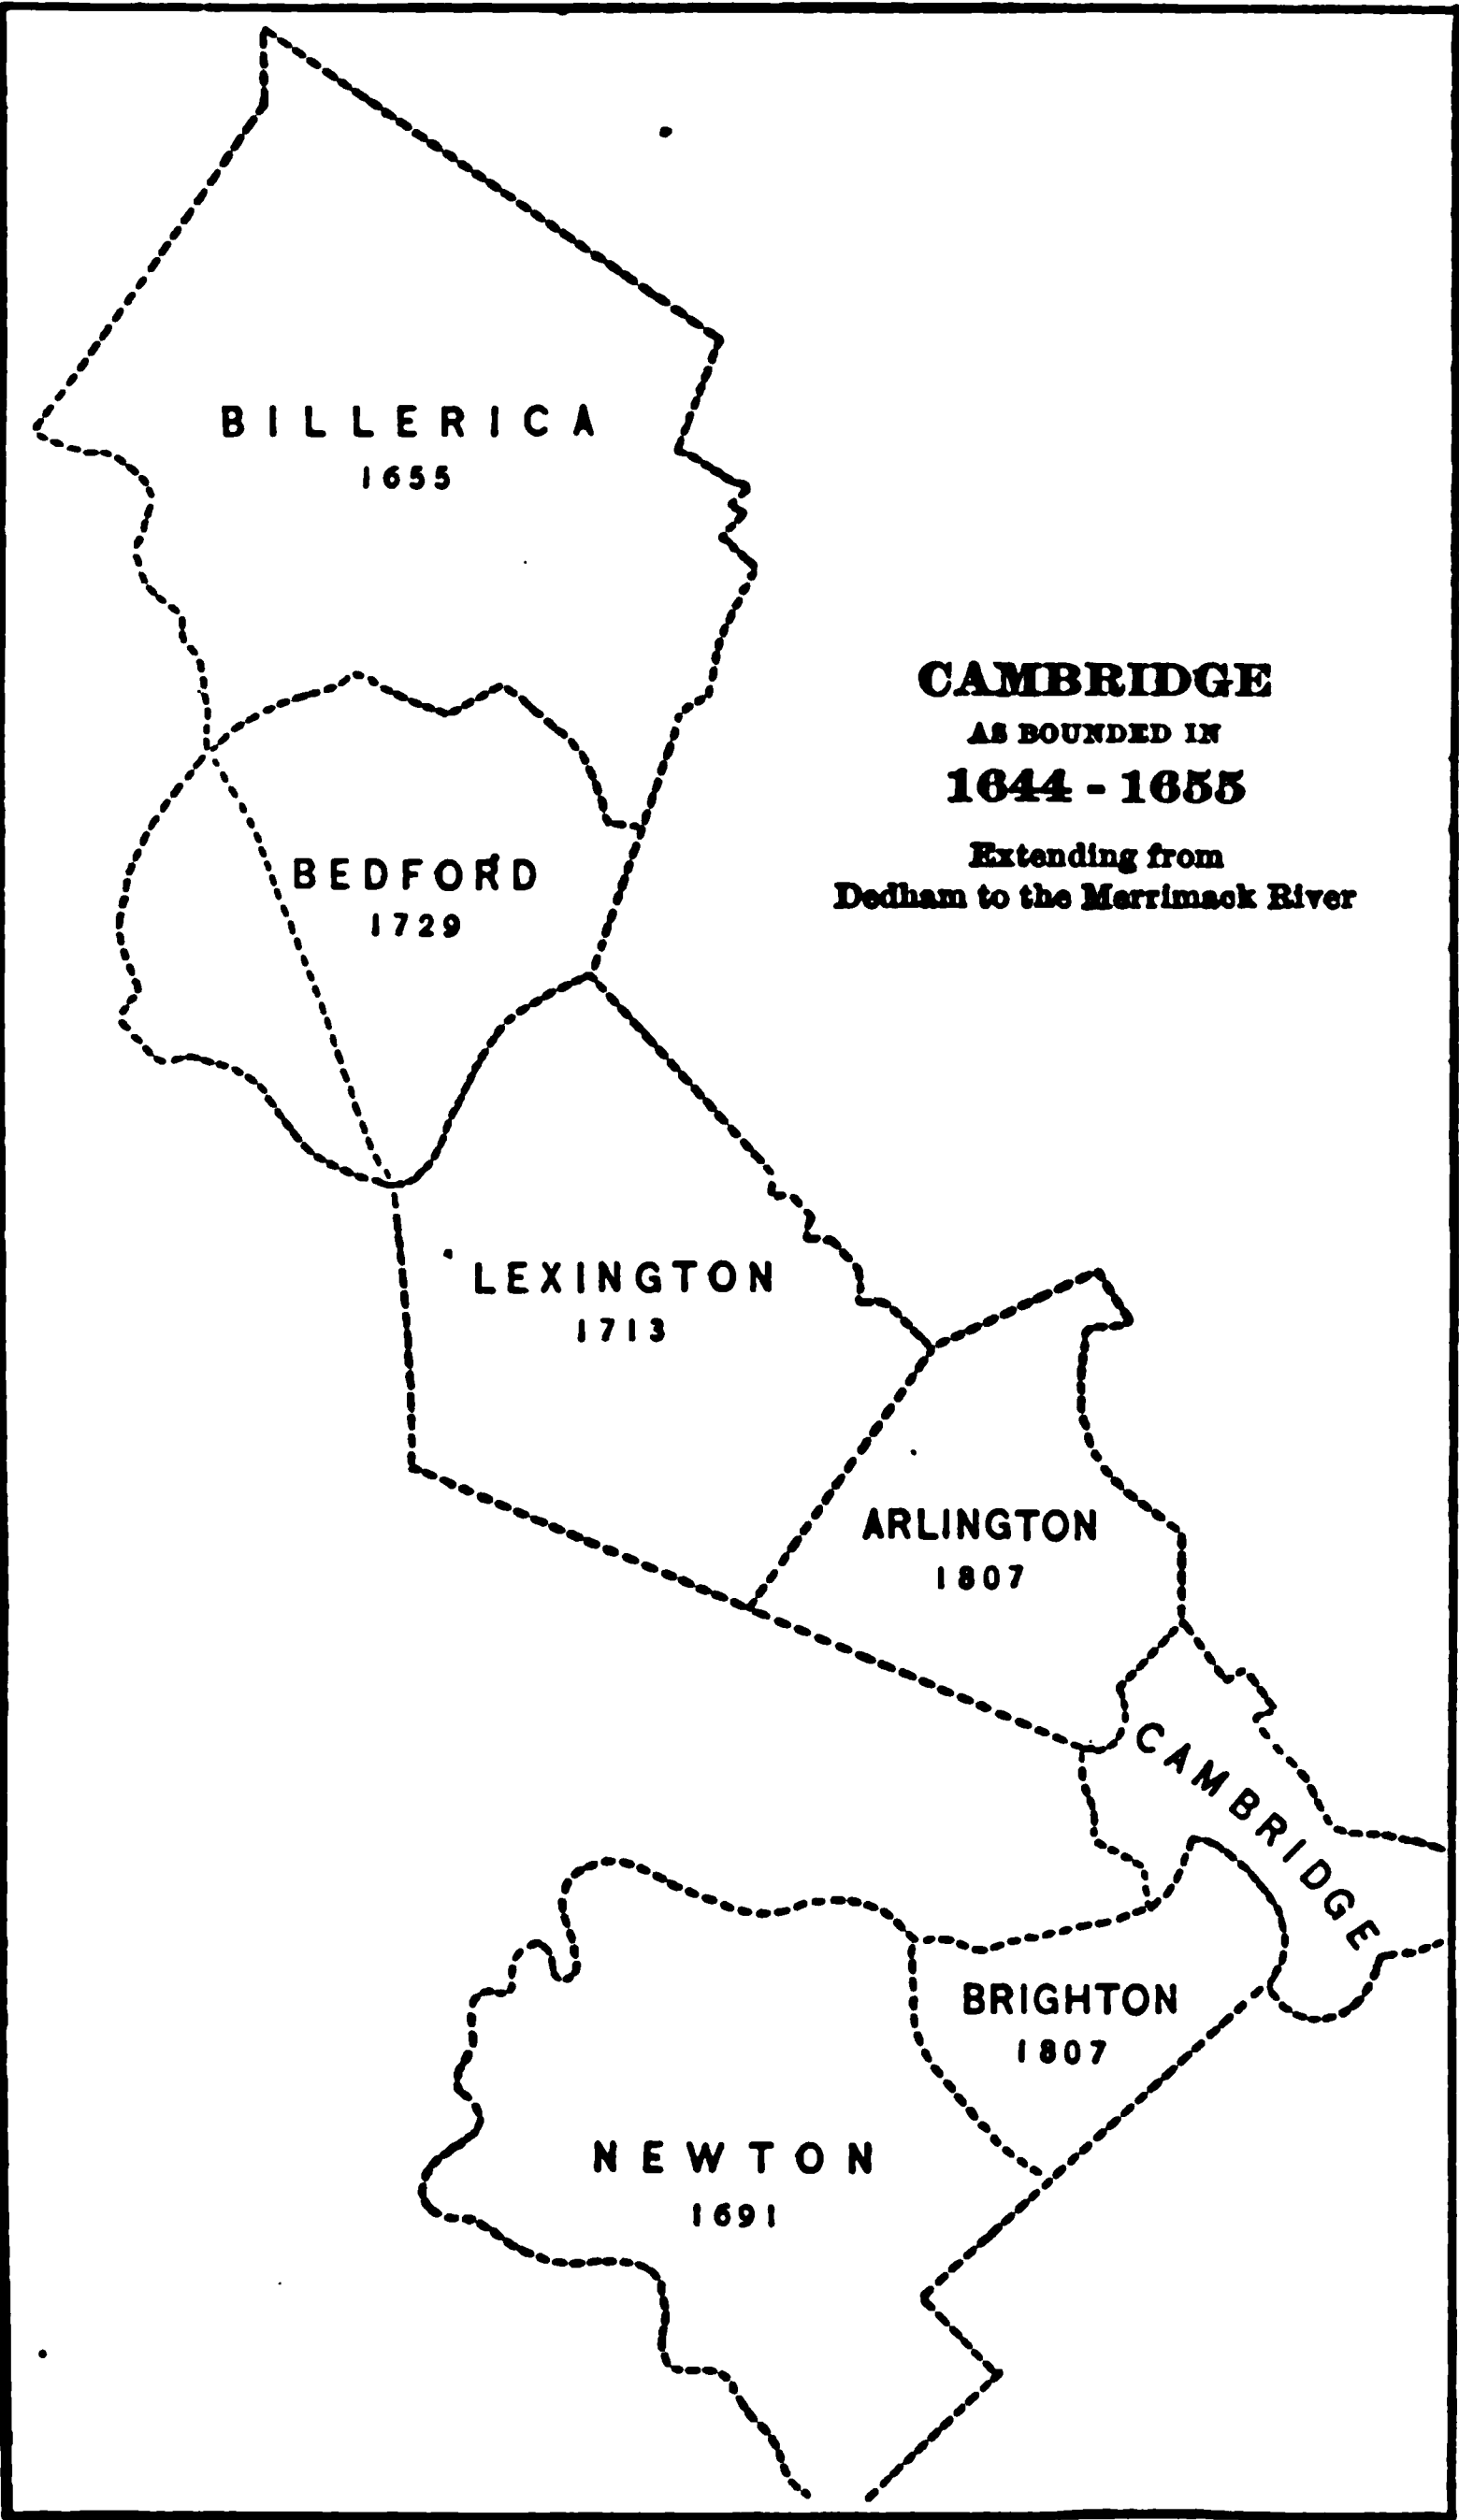 BILLERICA
1655
CAMBRIDGE
AS BOUNDED IN
1644 - 1655
Extending from
Dedham to the Merrimack River
BEDFORD
1729
LEXINGTON
1713
ARLINGTON
1807
CAMBRIDGE
BRIGHTON
1807
NEWTON
1691